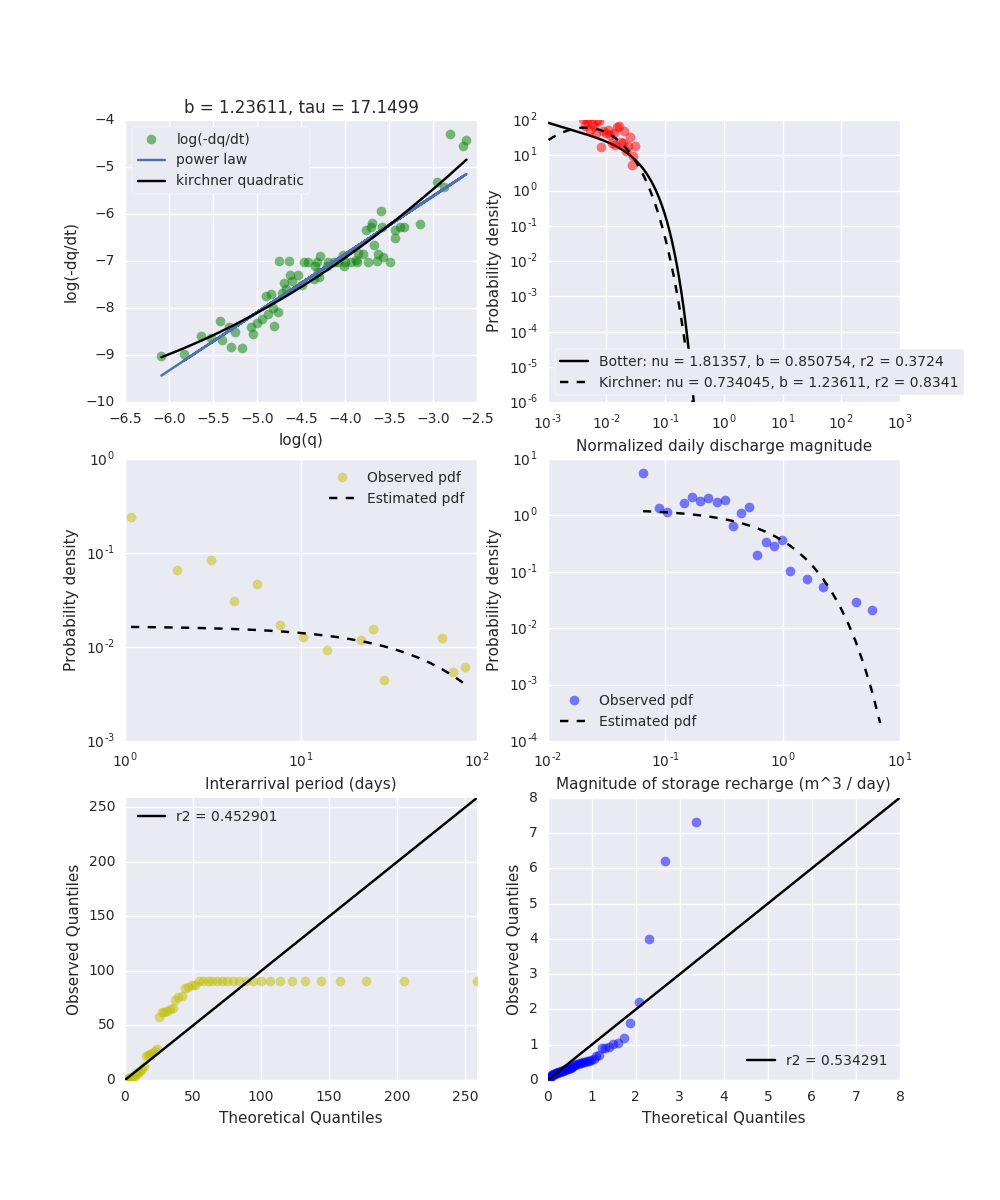 b = 1.23611, tau = 17.1499
−4
−5
−6
−7
−8
−9
−10
log(-dq/dt)
log(-dq/dt)
power law
kirchner quadratic
−6.5 −6.0 −5.5 −5.0 −4.5 −4.0 −3.5 −3.0 −2.5
log(q)
10^2
10^1
10^0
10^-1
10^-2
10^-3
10^-4
10^-5
10^-6
Probability density
Botter: nu = 1.81357, b = 0.850754, r2 = 0.3724
Kirchner: nu = 0.734045, b = 1.23611, r2 = 0.8341
10^-3 10^-2 10^-1 10^0 10^1 10^2 10^3
Normalized daily discharge magnitude
10^0
10^-1
10^-2
10^-3
Probability density
Observed pdf
Estimated pdf
10^0 10^1 10^2
Interarrival period (days)
10^1
10^0
10^-1
10^-2
10^-3
10^-4
Probability density
Observed pdf
Estimated pdf
10^-2 10^-1 10^0 10^1
Magnitude of storage recharge (m^3 / day)
250
200
150
100
50
0
Observed Quantiles
r2 = 0.452901
0 50 100 150 200 250
Theoretical Quantiles
8
7
6
5
4
3
2
1
0
Observed Quantiles
r2 = 0.534291
0 1 2 3 4 5 6 7 8
Theoretical Quantiles